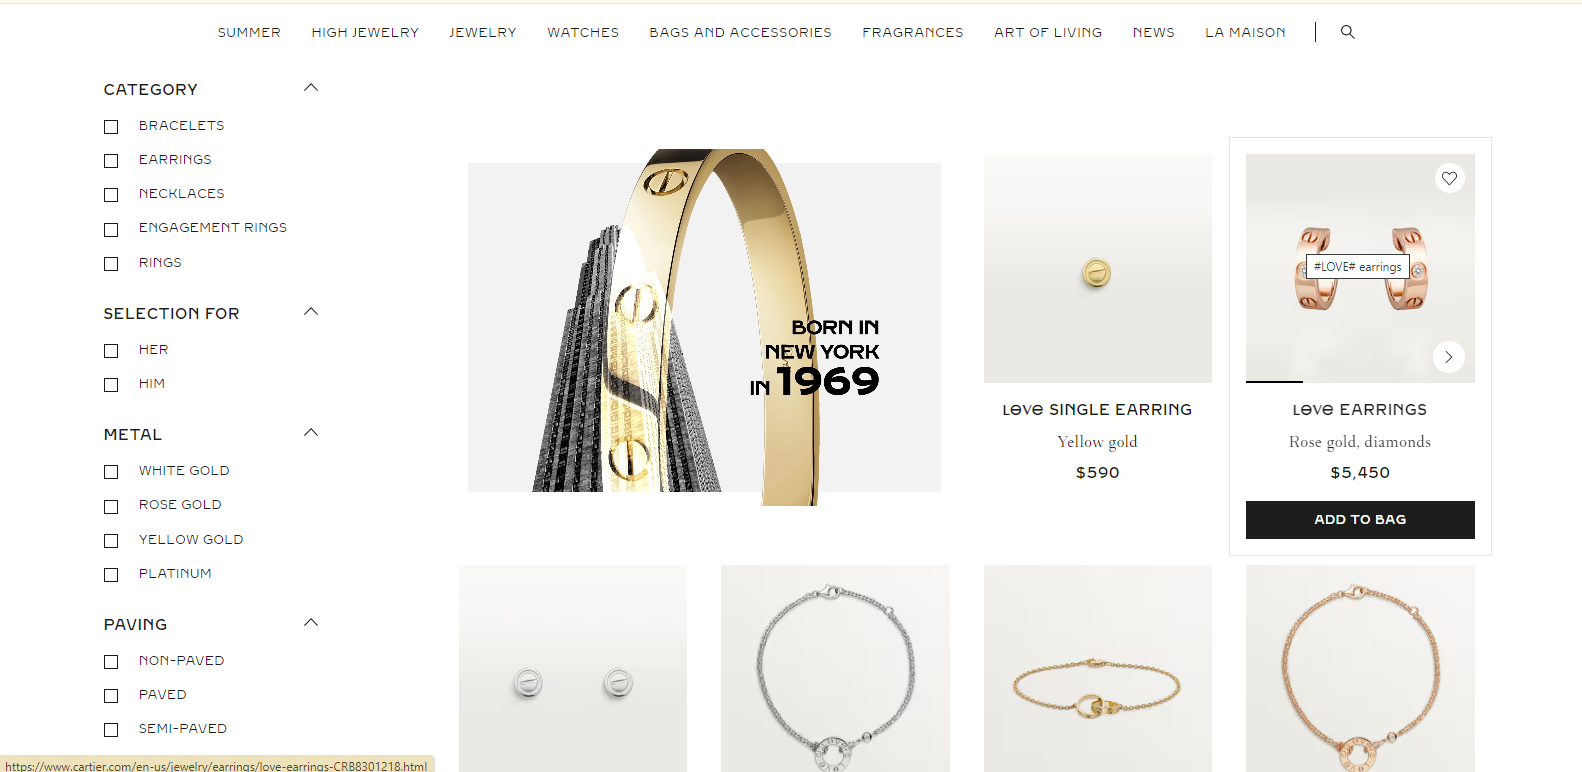 SUMMER HIGH JEWELRY JEWELRY WATCHES BAGS AND ACCESSORIES FRAGRANCES ART OF LIVING NEWS LA MAISON
CATEGORY
BRACELETS
EARRINGS
NECKLACES
ENGAGEMENT RINGS
RINGS
SELECTION FOR
HER
HIM
METAL
WHITE GOLD
ROSE GOLD
YELLOW GOLD
PLATINUM
PAVING
NON-PAVED
PAVED
SEMI-PAVED
BORN IN
NEW YORK
IN 1969
LOVE SINGLE EARRING
Yellow gold
$590
#LOVE# earrings
LOVE EARRINGS
Rose gold, diamonds
$5,450
ADD TO BAG
https://www.cartier.com/en-us/jewelry/earrings/love-earrings-CRB8301218.html